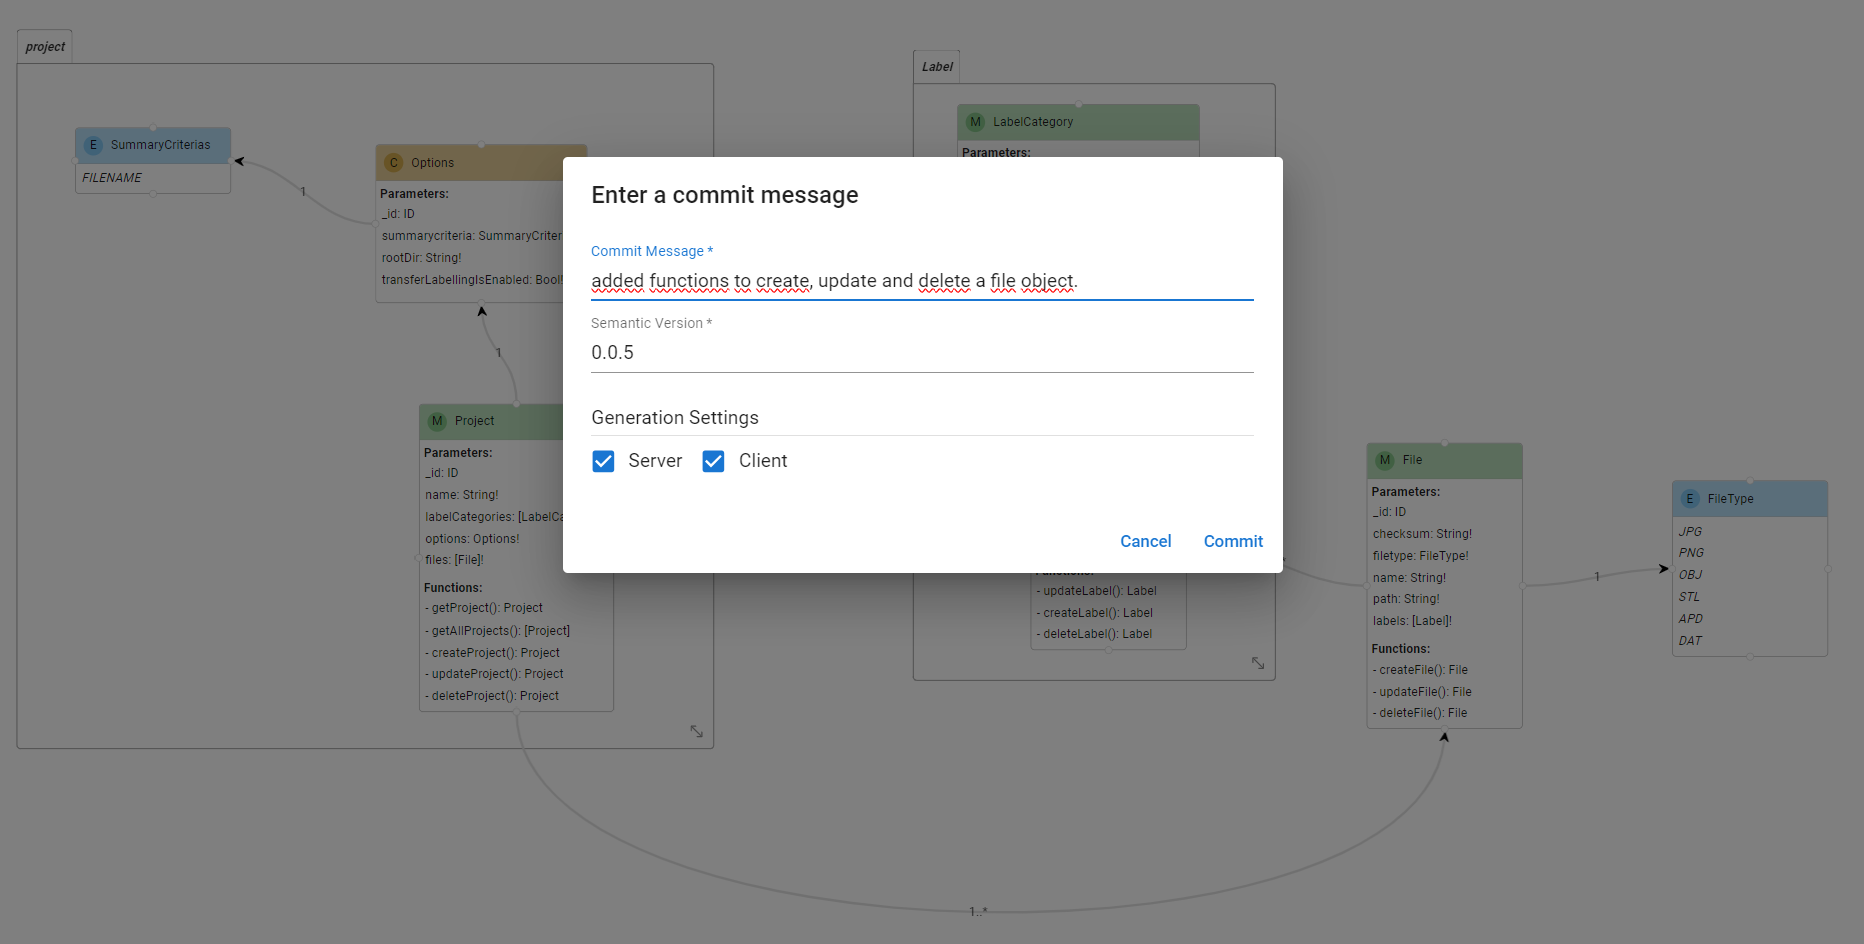 project
E SummaryCriterias
FILENAME
1
C Options
Parameters:
_id: ID
summarycriteria: SummaryCriter
rootDir: String!
transferLabellingIsEnabled: Bool!
1
M Project
Parameters:
_id: ID
name: String!
labelCategories: [LabelCa
options: Options!
files: [File]!
Functions:
- getProject(): Project
- getAllProjects(): [Project]
- createProject(): Project
- updateProject(): Project
- deleteProject(): Project
Label
M LabelCategory
Parameters:
Enter a commit message
Commit Message *
added functions to create, update and delete a file object.
Semantic Version *
0.0.5
Generation Settings
Server Client
Cancel Commit
Functions:
- updateLabel(): Label
- createLabel(): Label
- deleteLabel(): Label
M File
Parameters:
_id: ID
checksum: String!
filetype: FileType!
name: String!
path: String!
labels: [Label]!
Functions:
- createFile(): File
- updateFile(): File
- deleteFile(): File
1
E FileType
JPG
PNG
OBJ
STL
APD
DAT
1..*